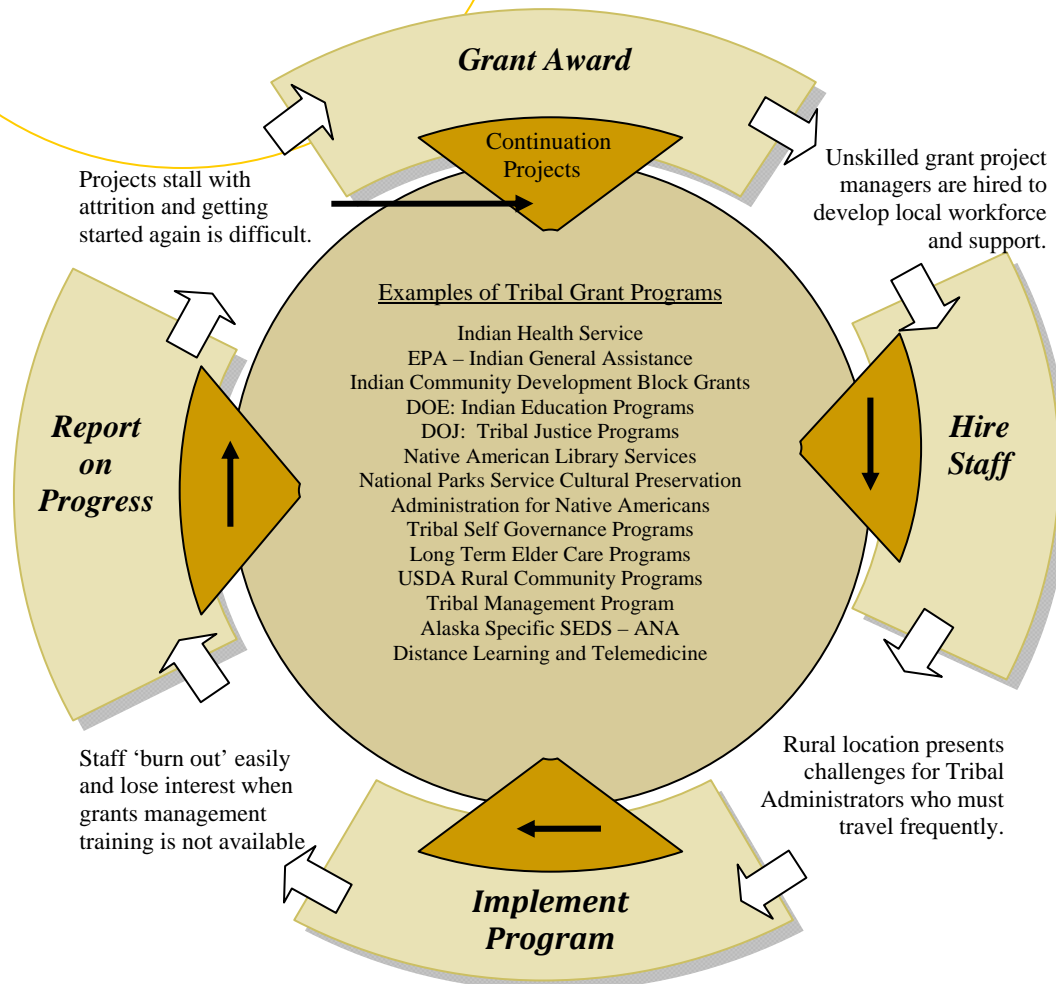 Grant Award
Continuation
Projects
Unskilled grant project
managers are hired to
develop local workforce
and support.
Projects stall with
attrition and getting
started again is difficult.
Examples of Tribal Grant Programs
Indian Health Service
EPA – Indian General Assistance
Indian Community Development Block Grants
DOE: Indian Education Programs
DOJ:  Tribal Justice Programs
Native American Library Services
National Parks Service Cultural Preservation
Administration for Native Americans
Tribal Self Governance Programs
Long Term Elder Care Programs
USDA Rural Community Programs
Tribal Management Program
Alaska Specific SEDS – ANA
Distance Learning and Telemedicine
Hire
Staff
Report
on
Progress
Rural location presents
challenges for Tribal
Administrators who must
travel frequently.
Staff ‘burn out’ easily
and lose interest when
grants management
training is not available
Implement
Program